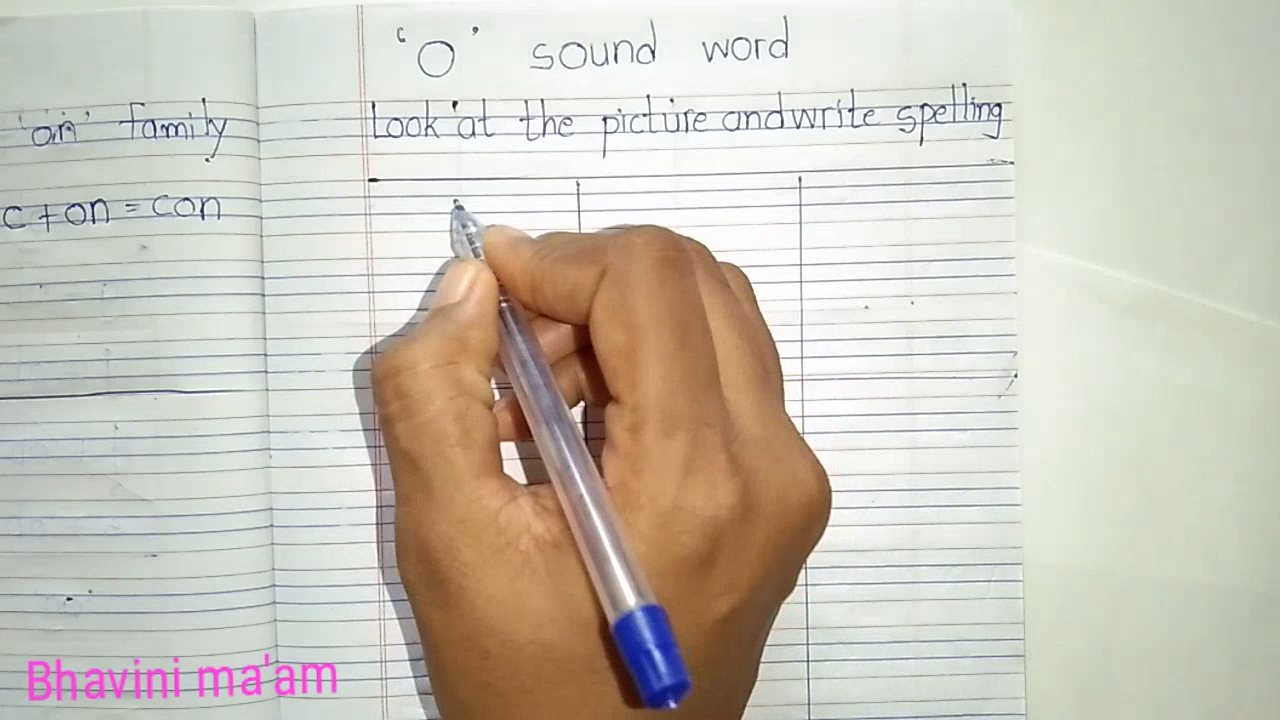 'on' family
c + on = con
'O' sound word
Look at the picture and write spelling
Bhavini ma'am